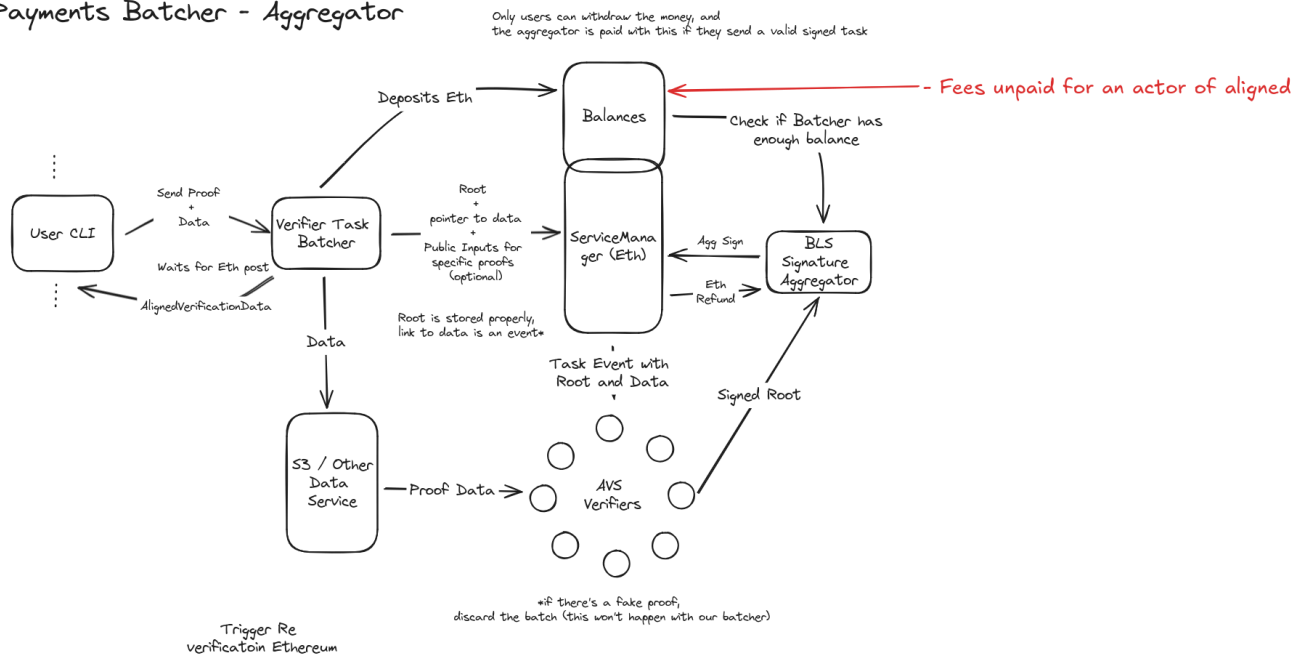 Payments Batcher - Aggregator
Only users can withdraw the money, and
the aggregator is paid with this if they send a valid signed task
Deposits Eth
Balances
- Fees unpaid for an actor of aligned
Check if Batcher has
enough balance
User CLI
Send Proof
+
Data
Verifier Task
Batcher
Root
+
pointer to data
+
Public Inputs for
specific proofs
(optional)
ServiceMana
ger (Eth)
Agg Sign
BLS
Signature
Aggregator
Eth
Refund
Waits for Eth post
AlignedVerificationData
Root is stored properly,
link to data is an event*
Data
Task Event with
Root and Data
Signed Root
S3 / Other
Data
Service
Proof Data
AVS
Verifiers
*if there's a fake proof,
discard the batch (this won't happen with our batcher)
Trigger Re
verificatoin Ethereum